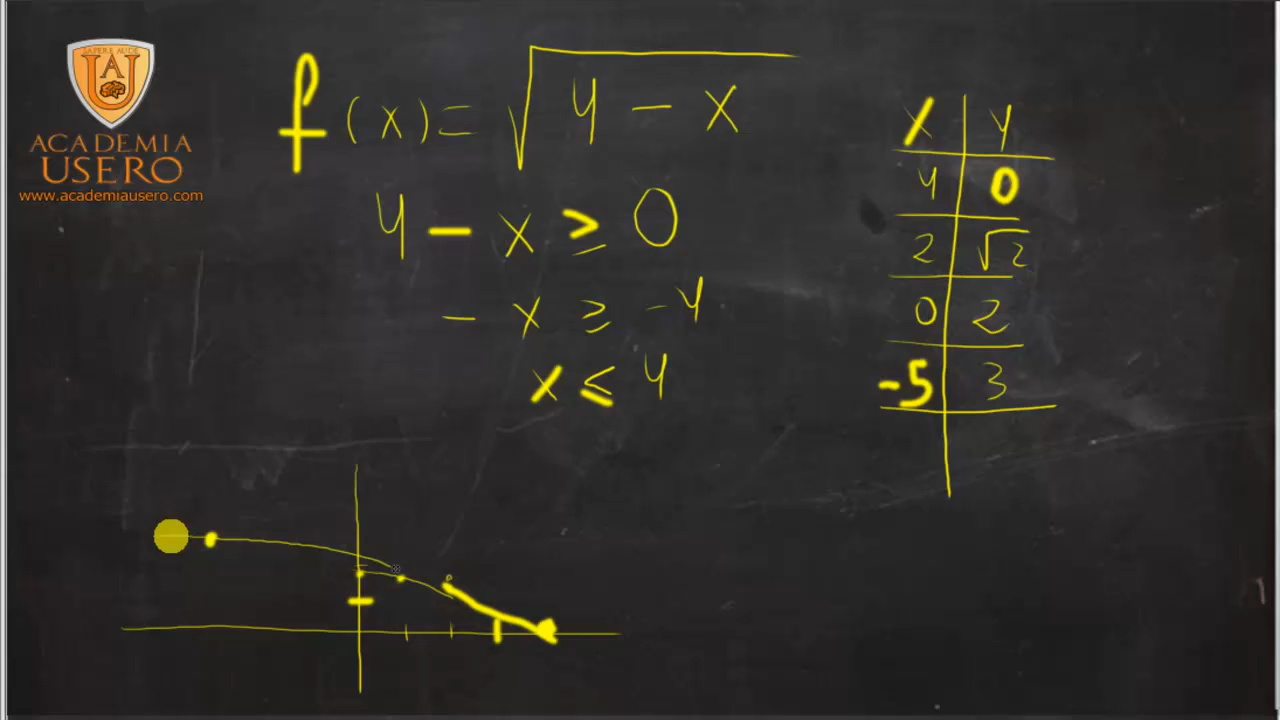 SAPERE AUDE
UA
ACADEMIA
USERO
www.academiausero.com
f(x)=√4-x
4-x≥0
-x≥-4
x≤4
x y
4 0
2 √2
0 2
-5 3